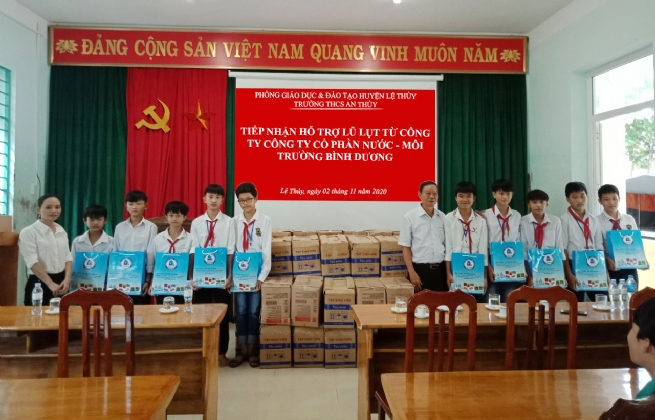 ĐẢNG CỘNG SẢN VIỆT NAM QUANG VINH MUÔN NĂM
PHÒNG GIÁO DỤC & ĐÀO TẠO HUYỆN LỆ THỦY
TRƯỜNG THCS AN THỦY
TIẾP NHẬN HỖ TRỢ LŨ LỤT TỪ CÔNG
TY CÔNG TY CỔ PHẦN NƯỚC - MÔI
TRƯỜNG BÌNH DƯƠNG
Lệ Thủy, ngày 02 tháng 11 năm 2020